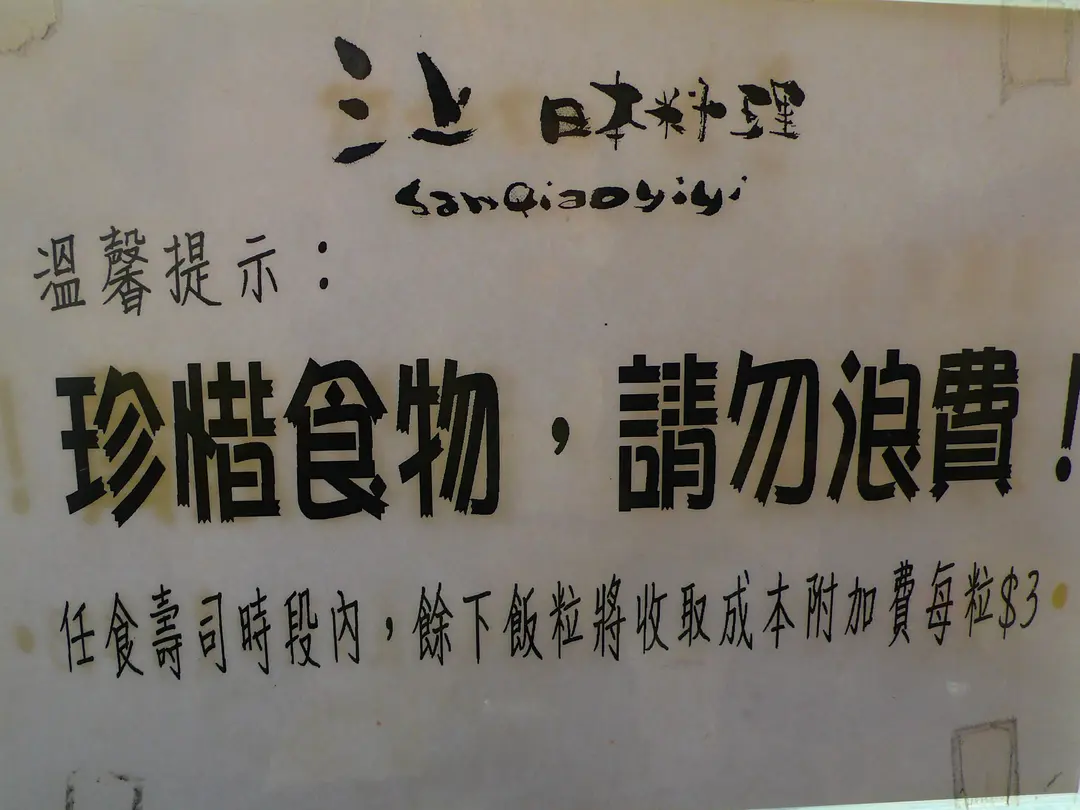 日本料理
SanQiaoyiyi
溫馨提示：
珍惜食物，請勿浪費！
任食壽司時段內，餘下飯粒將收取成本附加費每粒$3